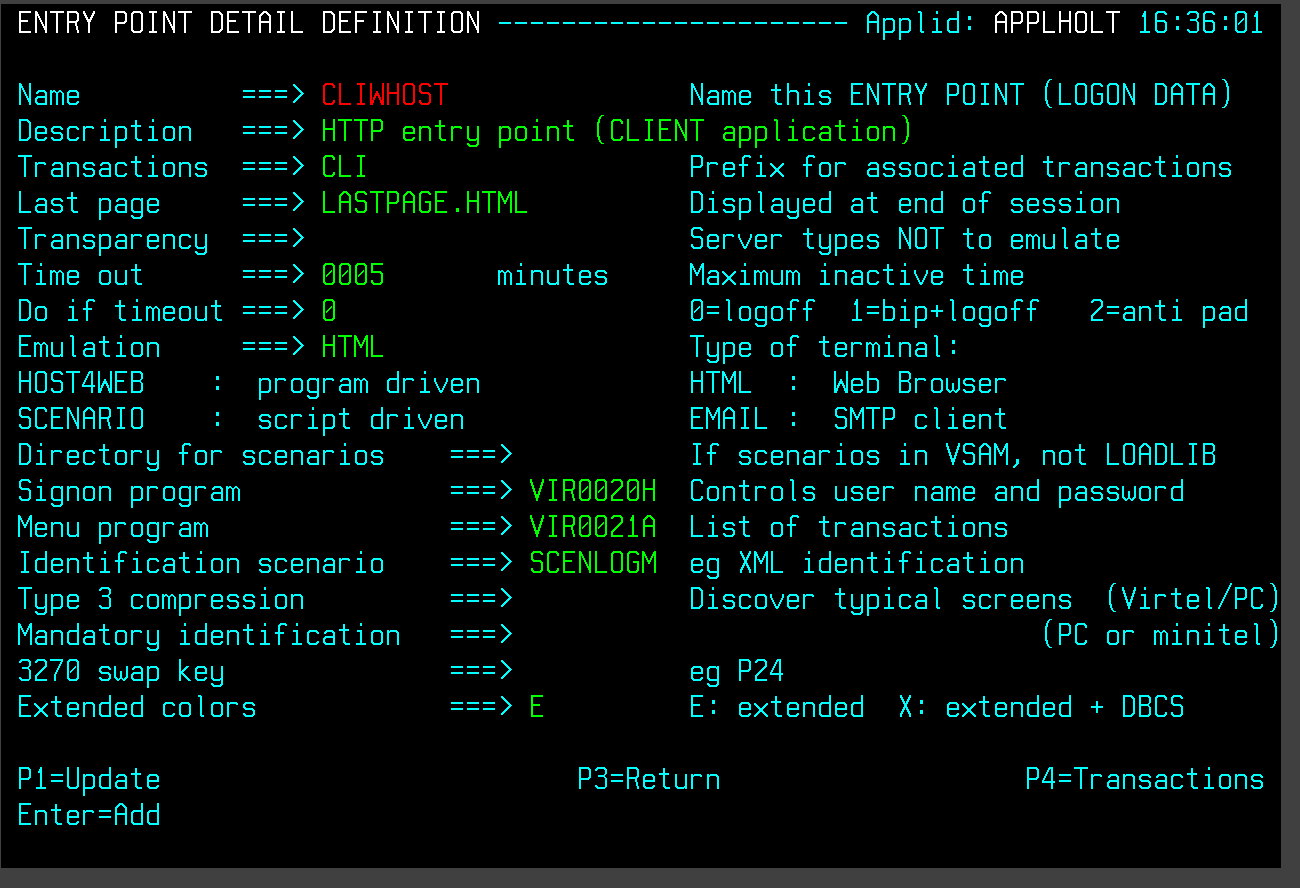 ENTRY POINT DETAIL DEFINITION ---------------------- Applid: APPLHOLT 16:36:01
Name ===> CLIWHOST Name this ENTRY POINT (LOGON DATA)
Description ===> HTTP entry point (CLIENT application)
Transactions ===> CLI Prefix for associated transactions
Last page ===> LASTPAGE.HTML Displayed at end of session
Transparency ===> Server types NOT to emulate
Time out ===> 0005 minutes Maximum inactive time
Do if timeout ===> 0 0=logoff 1=bip+logoff 2=anti pad
Emulation ===> HTML Type of terminal:
HOST4WEB : program driven HTML : Web Browser
SCENARIO : script driven EMAIL : SMTP client
Directory for scenarios ===> If scenarios in VSAM, not LOADLIB
Signon program ===> VIR0020H Controls user name and password
Menu program ===> VIR0021A List of transactions
Identification scenario ===> SCENLOGM eg XML identification
Type 3 compression ===> Discover typical screens (Virtel/PC)
Mandatory identification ===> (PC or minitel)
3270 swap key ===> eg P24
Extended colors ===> E E: extended X: extended + DBCS
P1=Update P3=Return P4=Transactions
Enter=Add